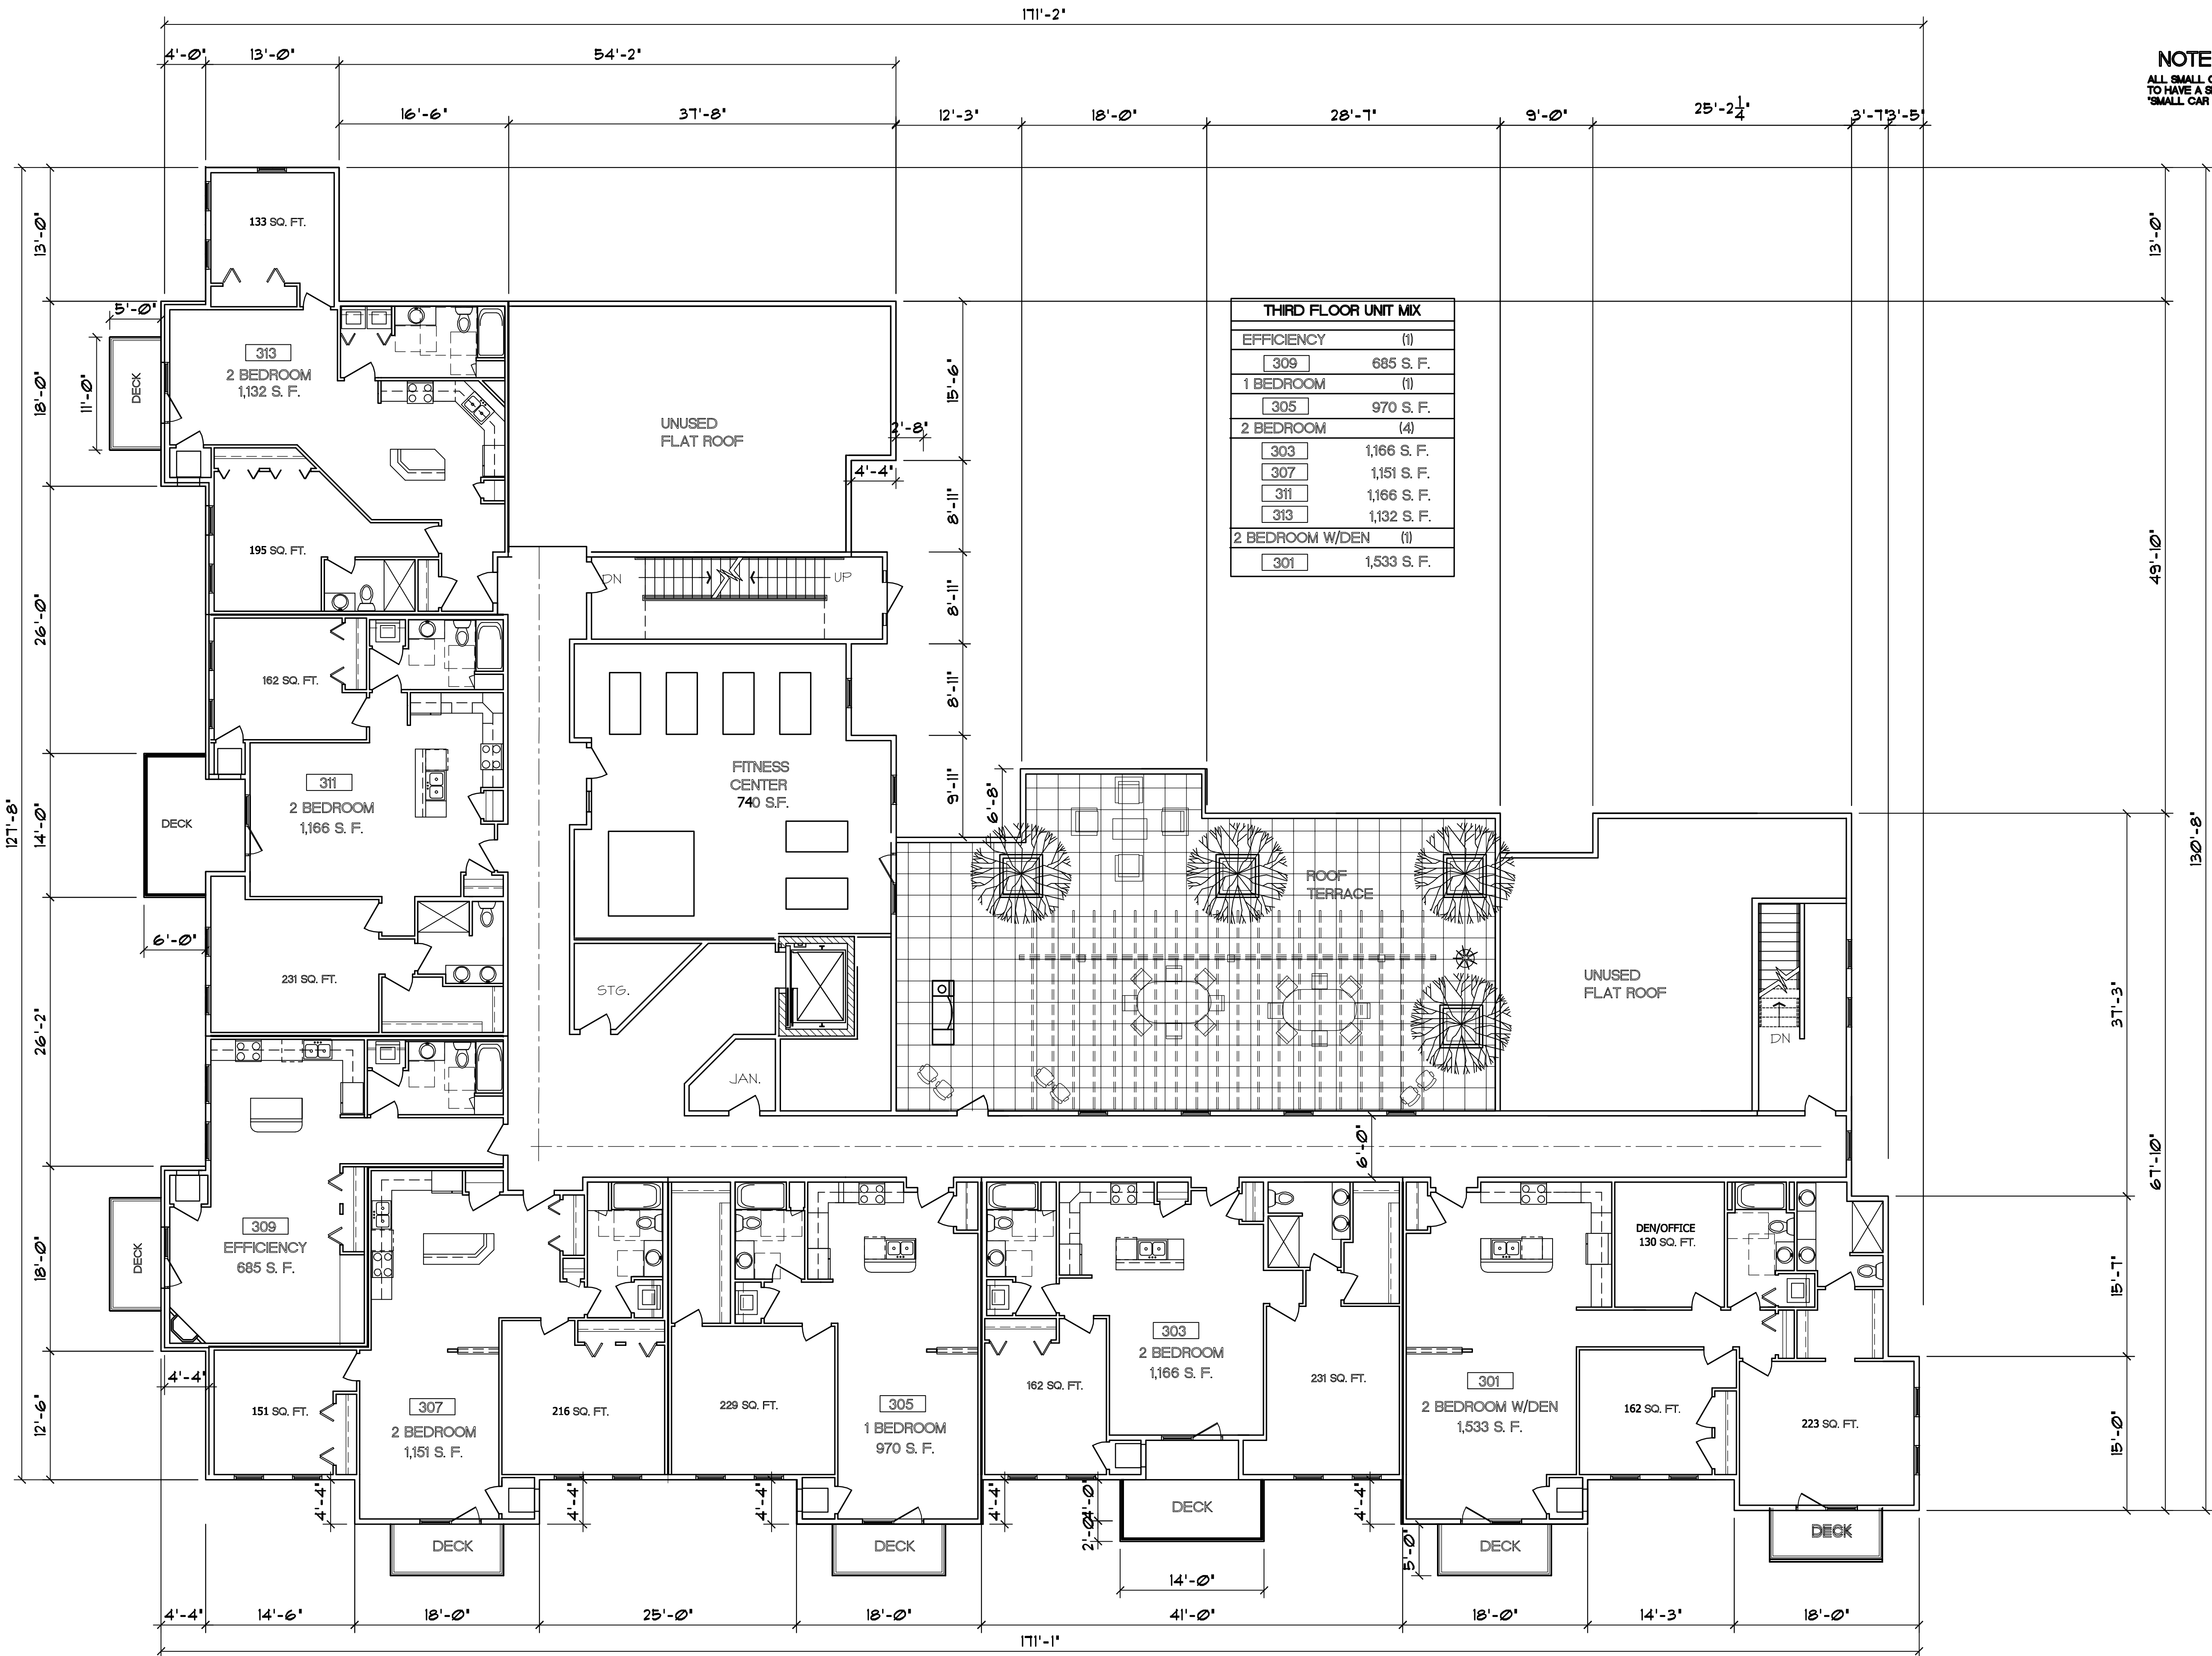 171'-2"
4'-0"
13'-0"
54'-2"
NOTE
ALL SMALL
TO HAVE A
"SMALL CAR
16'-6"
37'-8"
12'-3"
18'-0"
28'-7"
9'-0"
25'-2 1/4"
3'-7"
3'-5"
13'-0"
133 SQ. FT.
13'-0"
5'-0"
THIRD FLOOR UNIT MIX
EFFICIENCY (1)
309 685 S. F.
1 BEDROOM (1)
305 970 S. F.
2 BEDROOM (4)
303 1,166 S. F.
307 1,151 S. F.
311 1,166 S. F.
313 1,132 S. F.
2 BEDROOM W/DEN (1)
301 1,533 S. F.
18'-0"
11'-0"
DECK
313
2 BEDROOM
1,132 S. F.
UNUSED
FLAT ROOF
15'-6"
2'-8"
4'-4"
8'-11"
49'-10"
195 SQ. FT.
DN
UP
8'-11"
26'-0"
162 SQ. FT.
8'-11"
311
2 BEDROOM
1,166 S. F.
DECK
14'-0"
127'-8"
FITNESS
CENTER
740 S.F.
9'-11"
6'-8"
130'-8"
ROOF
TERRACE
6'-0"
231 SQ. FT.
STG.
UNUSED
FLAT ROOF
37'-3"
26'-2"
DN
JAN.
6'-0"
67'-10"
309
EFFICIENCY
685 S. F.
DECK
18'-0"
DEN/OFFICE
130 SQ. FT.
15'-7"
303
2 BEDROOM
1,166 S. F.
4'-4"
12'-6"
151 SQ. FT.
307
2 BEDROOM
1,151 S. F.
216 SQ. FT.
229 SQ. FT.
305
1 BEDROOM
970 S. F.
162 SQ. FT.
231 SQ. FT.
301
2 BEDROOM W/DEN
1,533 S. F.
162 SQ. FT.
223 SQ. FT.
15'-0"
4'-4"
4'-4"
4'-4"
4'-4"
4'-0"
2'-0"
4'-4"
DECK
DECK
DECK
5'-0"
DECK
DECK
14'-0"
4'-4"
14'-6"
18'-0"
25'-0"
18'-0"
41'-0"
18'-0"
14'-3"
18'-0"
171'-1"